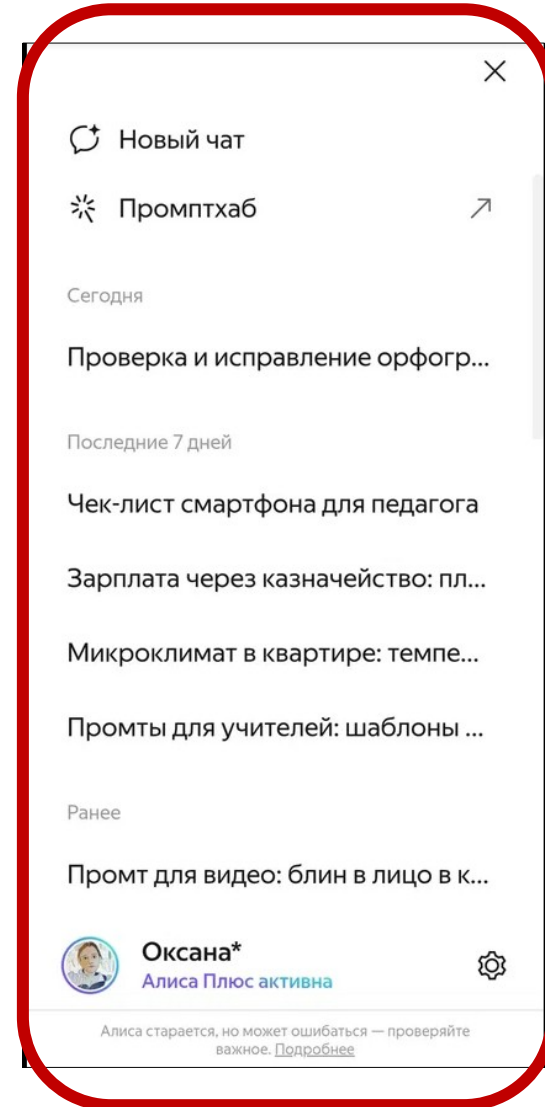 Новый чат
Промптхаб
Сегодня
Проверка и исправление орфогр...
Последние 7 дней
Чек-лист смартфона для педагога
Зарплата через казначейство: пл...
Микроклимат в квартире: темпе...
Промты для учителей: шаблоны ...
Ранее
Промт для видео: блин в лицо в к...
Оксана*
Алиса Плюс активна
Алиса старается, но может ошибаться — проверяйте
важное. Подробнее